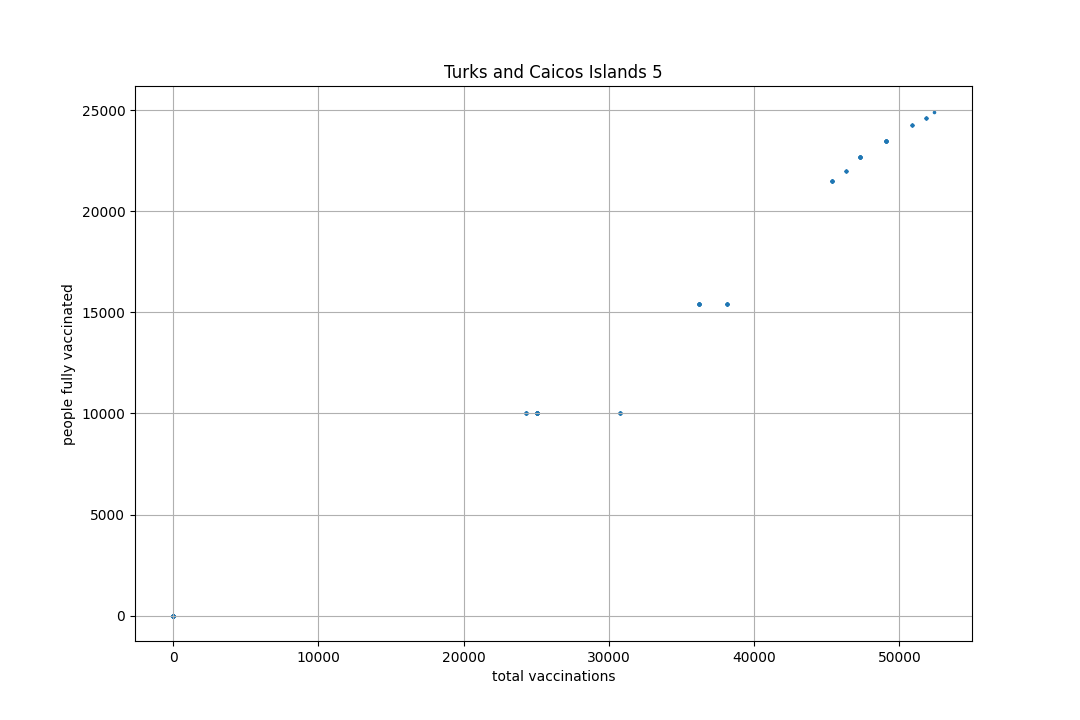 Turks and Caicos Islands 5
people fully vaccinated
25000
20000
15000
10000
5000
0
0 10000 20000 30000 40000 50000
total vaccinations